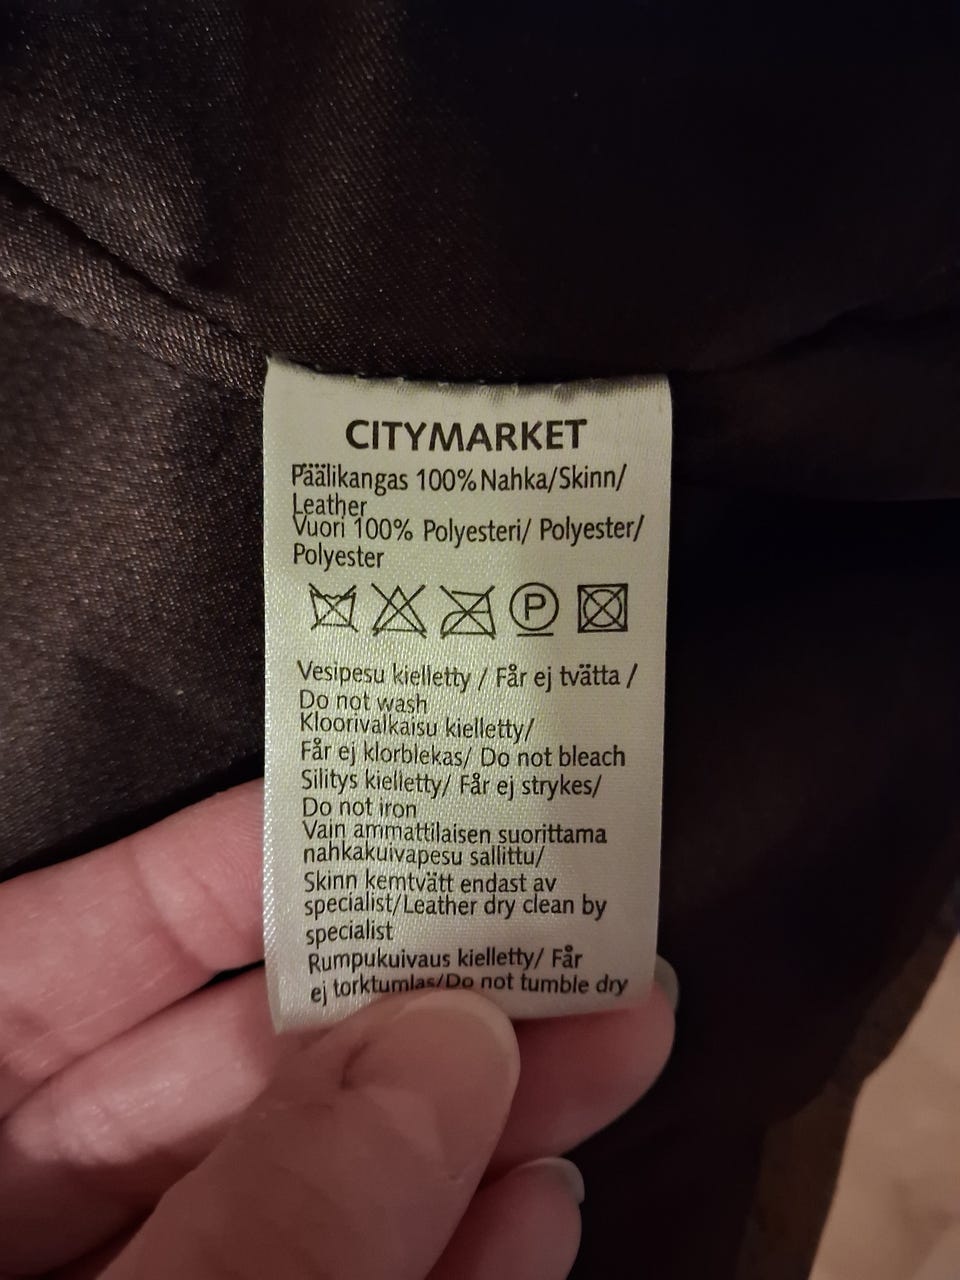 CITYMARKET
Päälikangas 100% Nahka/Skinn/
Leather
Vuori 100% Polyesteri/ Polyester/
Polyester
P
Vesipesu kielletty / Får ej tvätta /
Do not wash
Kloorivalkaisu kielletty/
Får ej klorblekas/ Do not bleach
Silitys kielletty/ Får ej strykes/
Do not iron
Vain ammattilaisen suorittama
nahkakuivapesu sallittu/
Skinn kemtvätt endast av
specialist/Leather dry clean by
specialist
Rumpukuivaus kielletty/ Får
ej torktumlas/Do not tumble dry